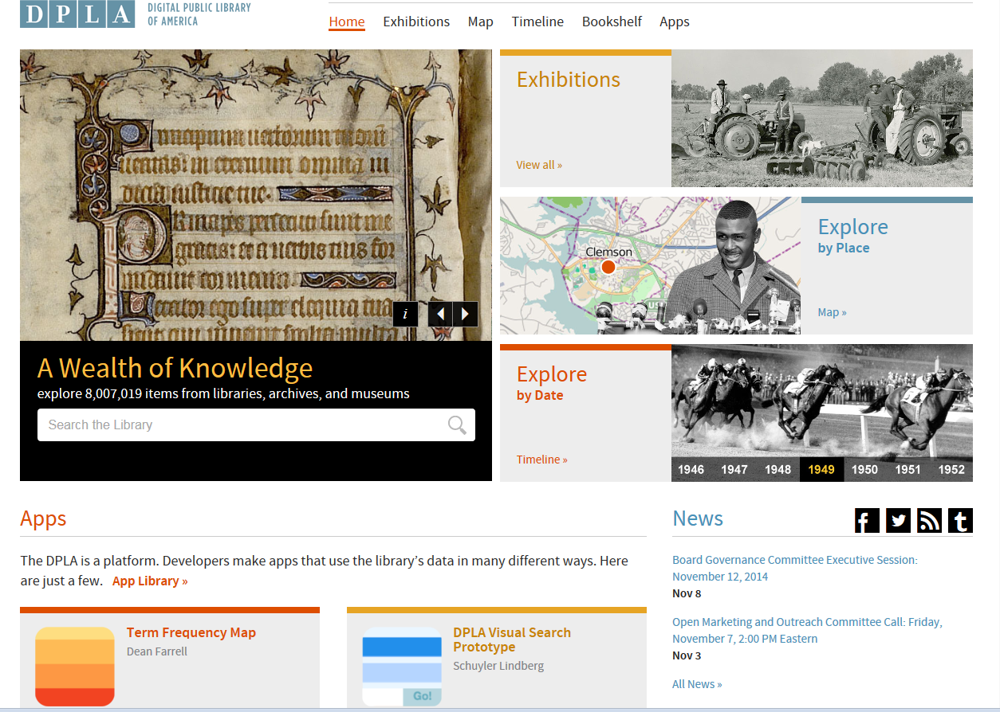 DPLA
DIGITAL PUBLIC LIBRARY
OF AMERICA
Home Exhibitions Map Timeline Bookshelf Apps
i
A Wealth of Knowledge
explore 8,007,019 items from libraries, archives, and museums
Search the Library
Exhibitions
View all »
Clemson
US
Explore
by Place
Map »
Explore
by Date
Timeline »
1946 1947 1948 1949 1950 1951 1952
Apps
The DPLA is a platform. Developers make apps that use the library’s data in many different ways. Here
are just a few. App Library »
Term Frequency Map
Dean Farrell
DPLA Visual Search
Prototype
Schuyler Lindberg
Go!
News
Board Governance Committee Executive Session:
November 12, 2014
Nov 8
Open Marketing and Outreach Committee Call: Friday,
November 7, 2:00 PM Eastern
Nov 3
All News »